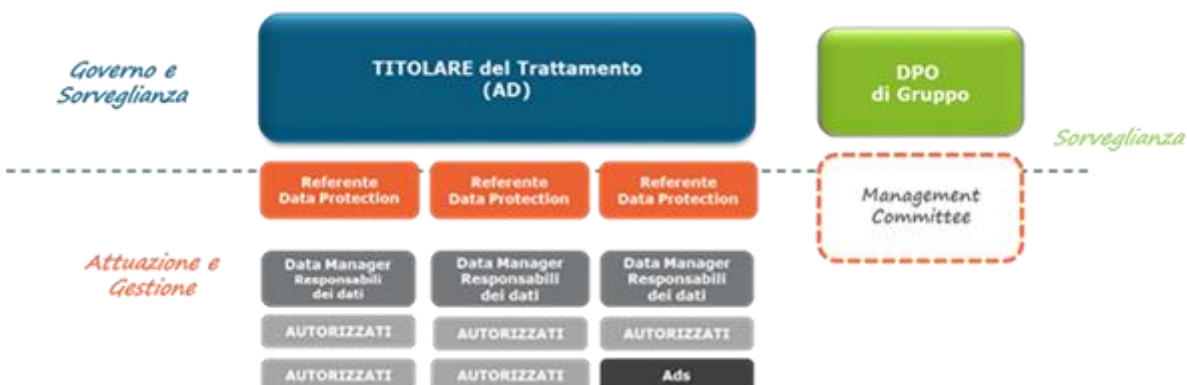 Governo e
Sorveglianza
TITOLARE del Trattamento
(AD)
DPO
di Gruppo
Sorveglianza
Referente
Data Protection
Referente
Data Protection
Referente
Data Protection
Management
Committee
Attuazione e
Gestione
Data Manager
Responsabili
dei dati
Data Manager
Responsabili
dei dati
Data Manager
Responsabili
dei dati
AUTORIZZATI
AUTORIZZATI
AUTORIZZATI
AUTORIZZATI
AUTORIZZATI
Ads